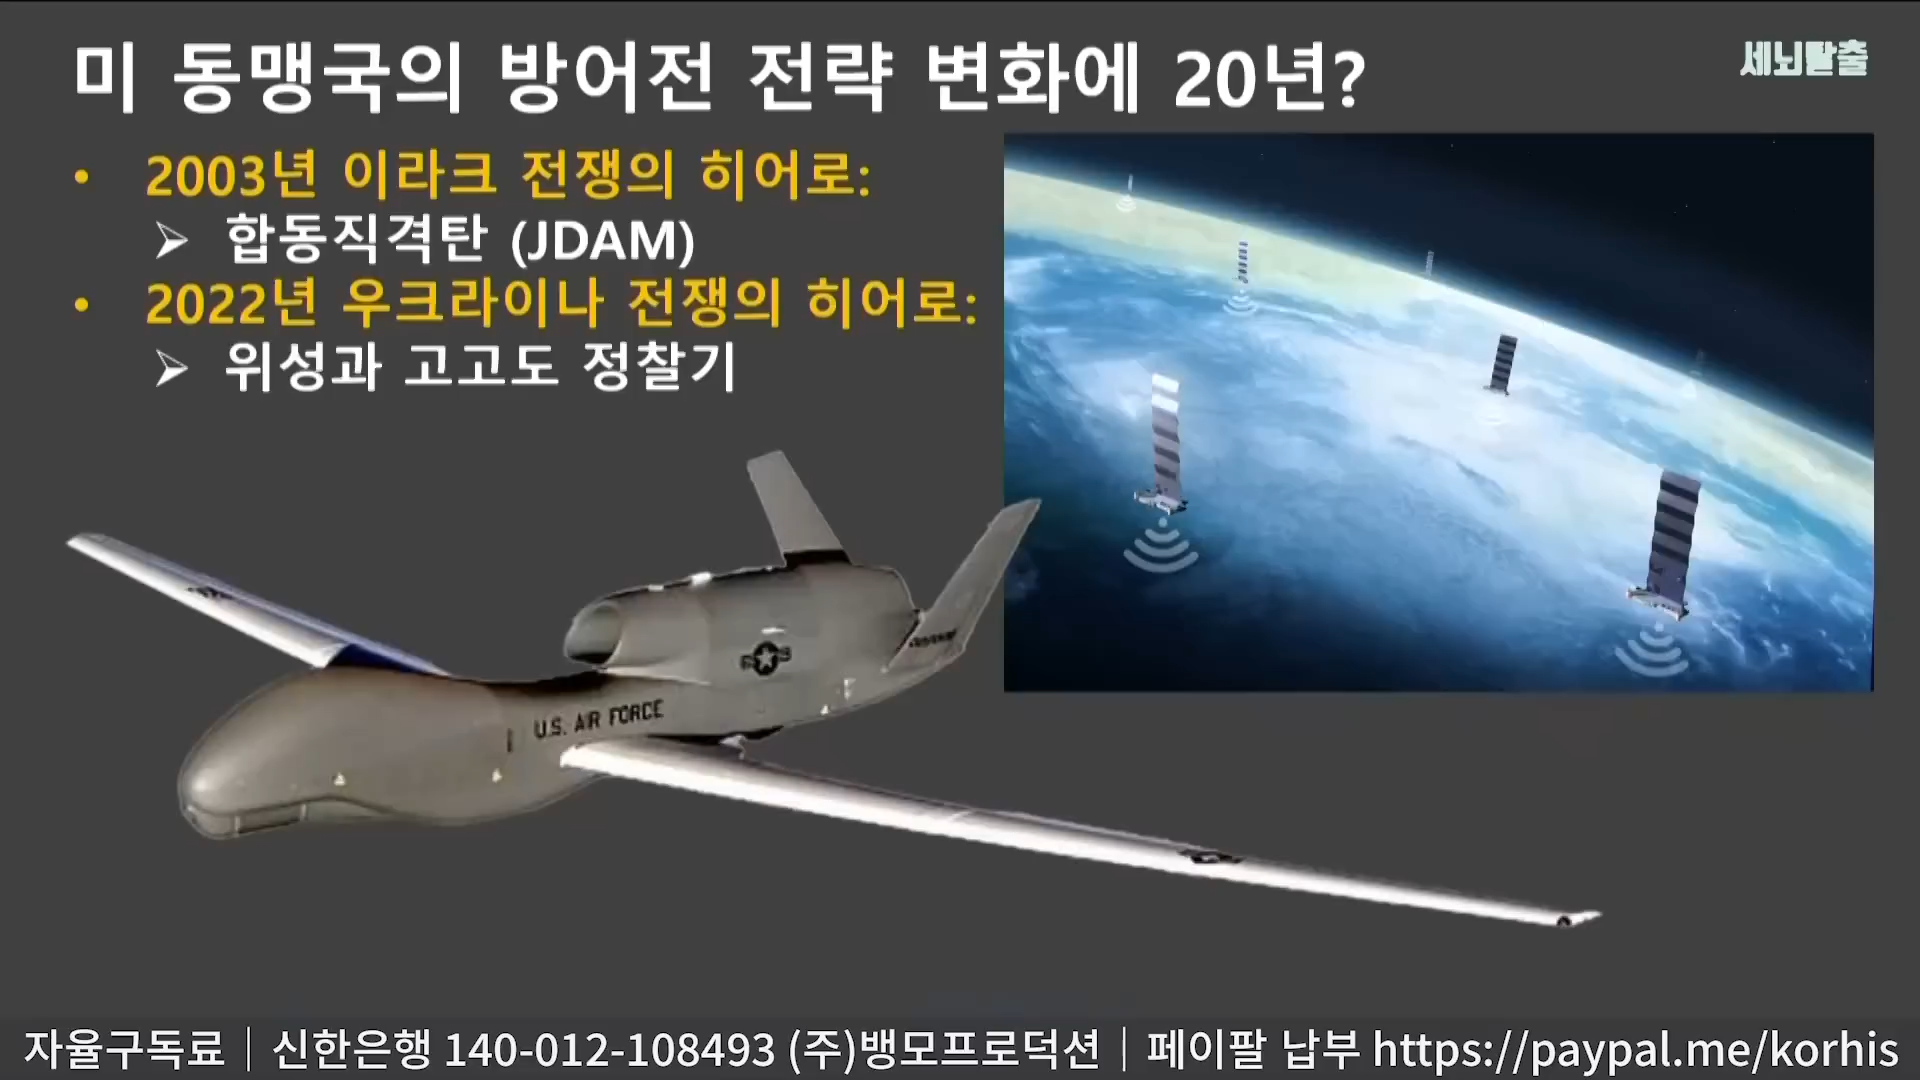 미 동맹국의 방어전 전략 변화에 20년?
세뇌탈출
• 2003년 이라크 전쟁의 히어로:
➢ 합동직격탄 (JDAM)
• 2022년 우크라이나 전쟁의 히어로:
➢ 위성과 고고도 정찰기
U.S. AIR FORCE
자율구독료│신한은행 140-012-108493 (주)뱅모프로덕션│페이팔 납부 https://paypal.me/korhis